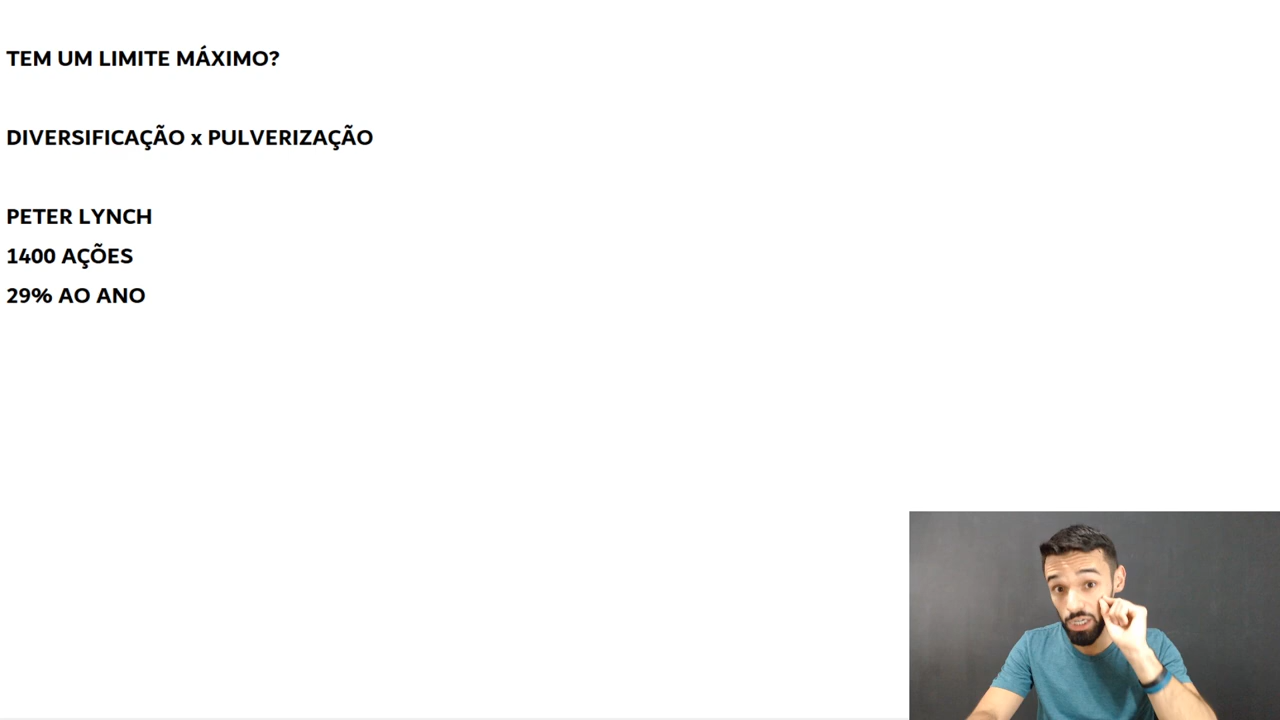 TEM UM LIMITE MÁXIMO?
DIVERSIFICAÇÃO x PULVERIZAÇÃO
PETER LYNCH
1400 AÇÕES
29% AO ANO